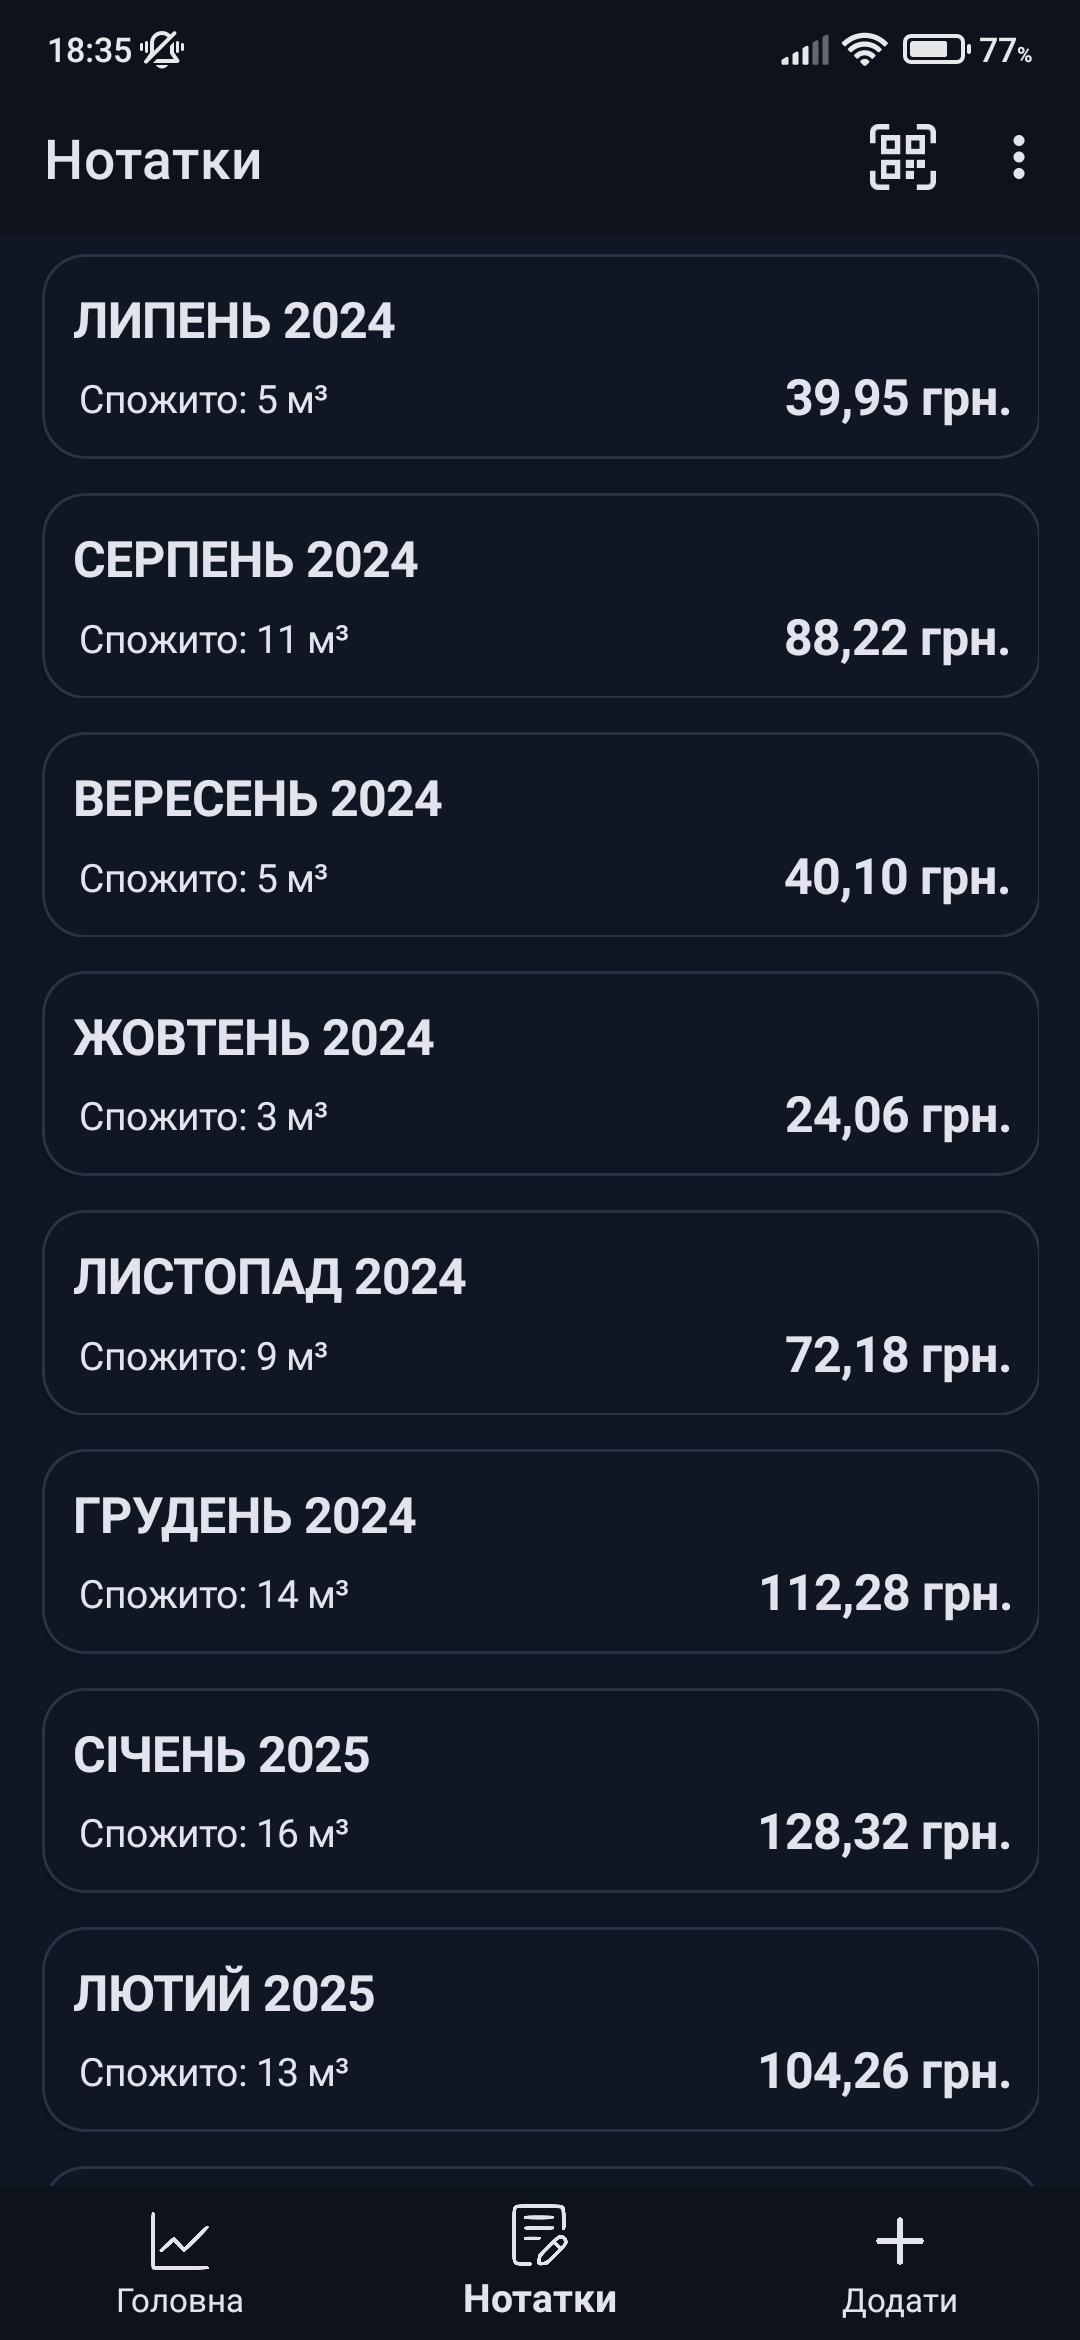 18:35 77%
Нотатки
ЛИПЕНЬ 2024
Спожито: 5 м³ 39,95 грн.
СЕРПЕНЬ 2024
Спожито: 11 м³ 88,22 грн.
ВЕРЕСЕНЬ 2024
Спожито: 5 м³ 40,10 грн.
ЖОВТЕНЬ 2024
Спожито: 3 м³ 24,06 грн.
ЛИСТОПАД 2024
Спожито: 9 м³ 72,18 грн.
ГРУДЕНЬ 2024
Спожито: 14 м³ 112,28 грн.
СІЧЕНЬ 2025
Спожито: 16 м³ 128,32 грн.
ЛЮТИЙ 2025
Спожито: 13 м³ 104,26 грн.
Головна Нотатки Додати